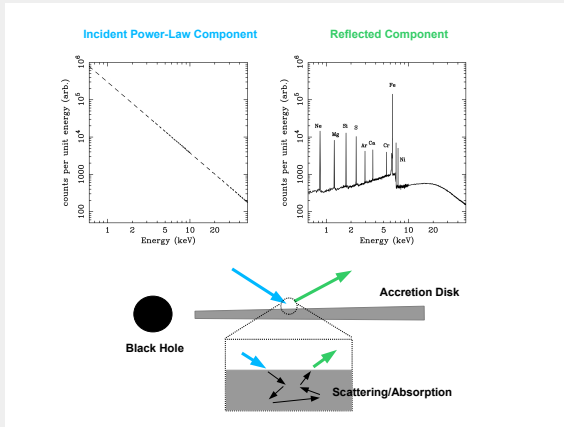 Incident Power-Law Component
Reflected Component
counts per unit energy (arb.)
10⁶
10⁵
10⁴
1000
100
1 2 5 10 20
Energy (keV)
counts per unit energy (arb.)
10⁶
10⁵
10⁴
1000
100
Fe
Ne
Mg
Si
S
Ar
Ca
Cr
Ni
1 2 5 10 20
Energy (keV)
Accretion Disk
Black Hole
Scattering/Absorption